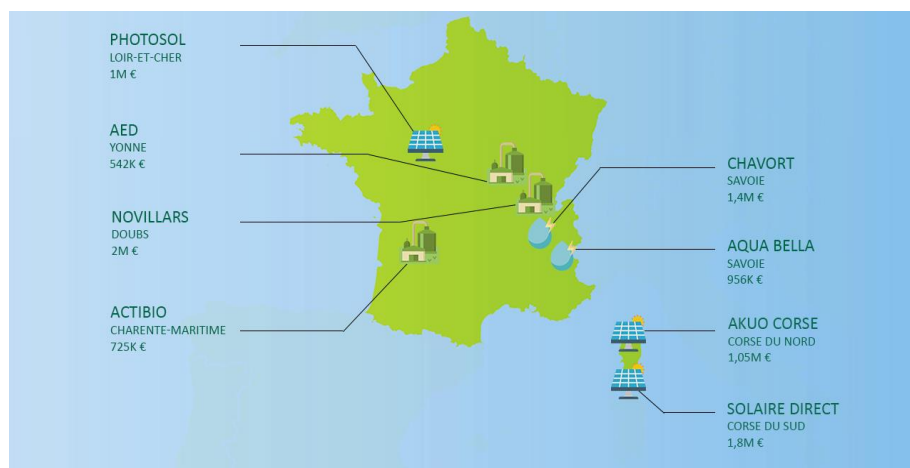 PHOTOSOL
LOIR-ET-CHER
1M €
AED
YONNE
542K €
NOVILLARS
DOUBS
2M €
ACTIBIO
CHARENTE-MARITIME
725K €
CHAVORT
SAVOIE
1,4M €
AQUA BELLA
SAVOIE
956K €
AKUO CORSE
CORSE DU NORD
1,05M €
SOLAIRE DIRECT
CORSE DU SUD
1,8M €